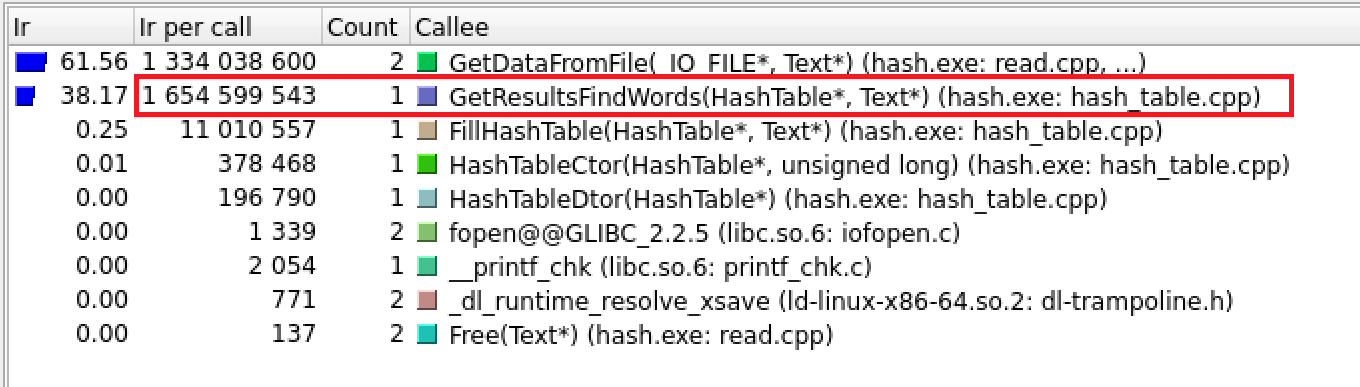 Ir Ir per call Count Callee
61.56 1 334 038 600 2 GetDataFromFile(_IO_FILE*, Text*) (hash.exe: read.cpp, ...)
38.17 1 654 599 543 1 GetResultsFindWords(HashTable*, Text*) (hash.exe: hash_table.cpp)
0.25 11 010 557 1 FillHashTable(HashTable*, Text*) (hash.exe: hash_table.cpp)
0.01 378 468 1 HashTableCtor(HashTable*, unsigned long) (hash.exe: hash_table.cpp)
0.00 196 790 1 HashTableDtor(HashTable*) (hash.exe: hash_table.cpp)
0.00 1 339 2 fopen@@GLIBC_2.2.5 (libc.so.6: iofopen.c)
0.00 2 054 1 __printf_chk (libc.so.6: printf_chk.c)
0.00 771 2 _dl_runtime_resolve_xsave (ld-linux-x86-64.so.2: dl-trampoline.h)
0.00 137 2 Free(Text*) (hash.exe: read.cpp)